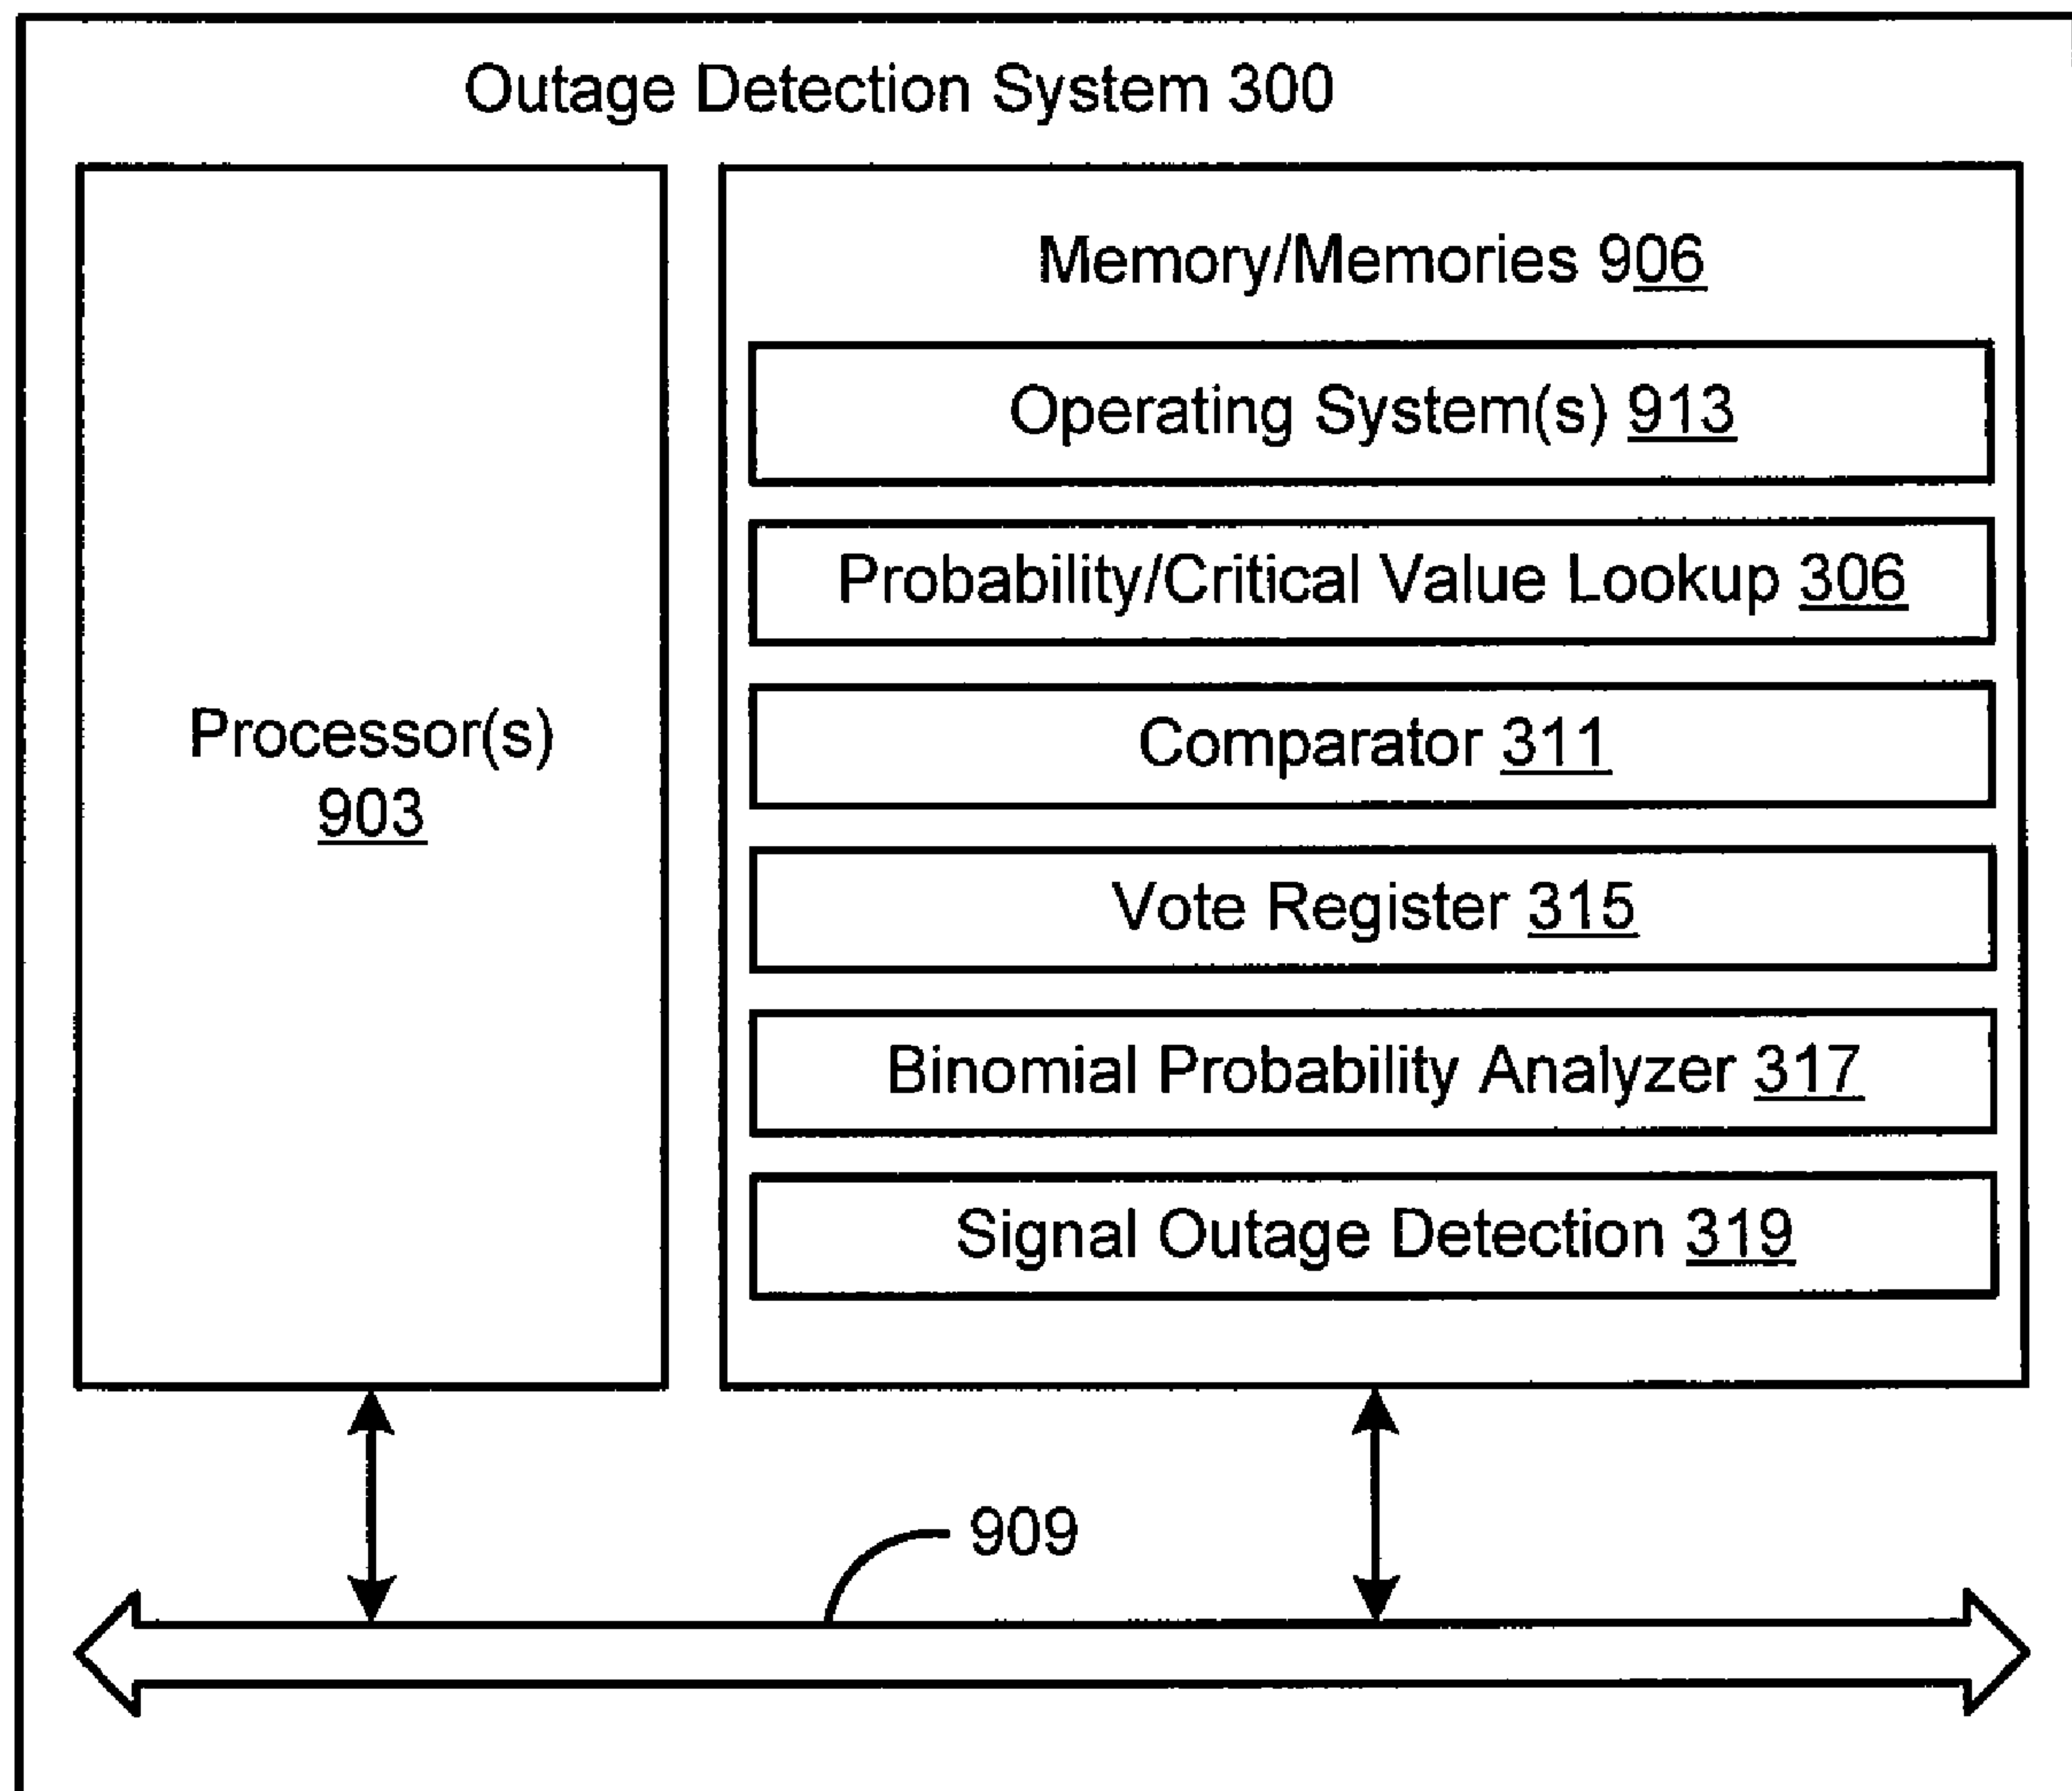 Outage Detection System 300
Processor(s)
903
Memory/Memories 906
Operating System(s) 913
Probability/Critical Value Lookup 306
Comparator 311
Vote Register 315
Binomial Probability Analyzer 317
Signal Outage Detection 319
909